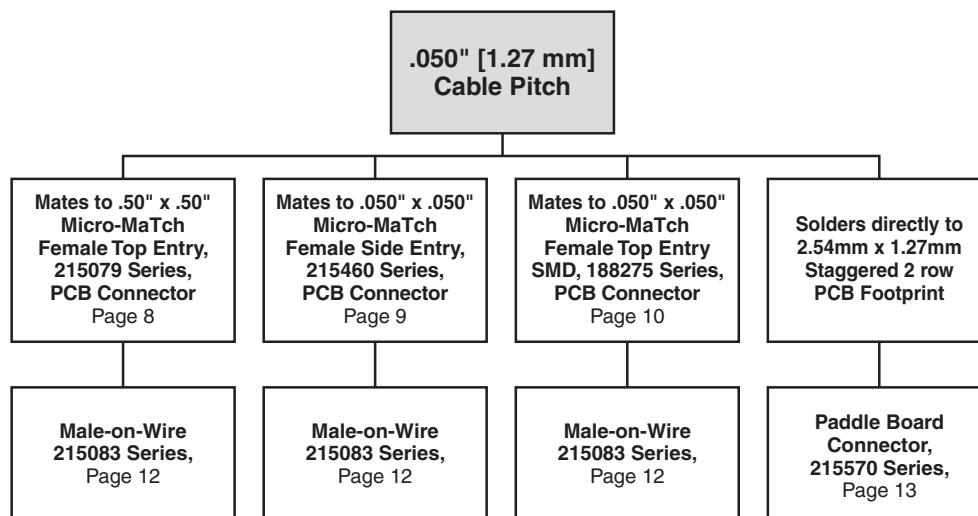 .050" [1.27 mm]
Cable Pitch
Mates to .50" x .50"
Micro-MaTch
Female Top Entry,
215079 Series,
PCB Connector
Page 8
Mates to .050" x .050"
Micro-MaTch
Female Side Entry,
215460 Series,
PCB Connector
Page 9
Mates to .050" x .050"
Micro-MaTch
Female Top Entry
SMD, 188275 Series,
PCB Connector
Page 10
Solders directly to
2.54mm x 1.27mm
Staggered 2 row
PCB Footprint
Male-on-Wire
215083 Series,
Page 12
Male-on-Wire
215083 Series,
Page 12
Male-on-Wire
215083 Series,
Page 12
Paddle Board
Connector,
215570 Series,
Page 13